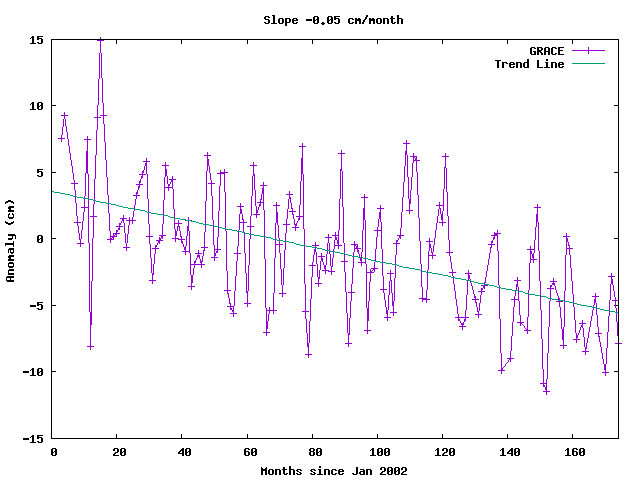 Slope -0.05 cm/month
GRACE
Trend Line
15
10
5
0
-5
-10
-15
Anomaly (cm)
0 20 40 60 80 100 120 140 160
Months since Jan 2002